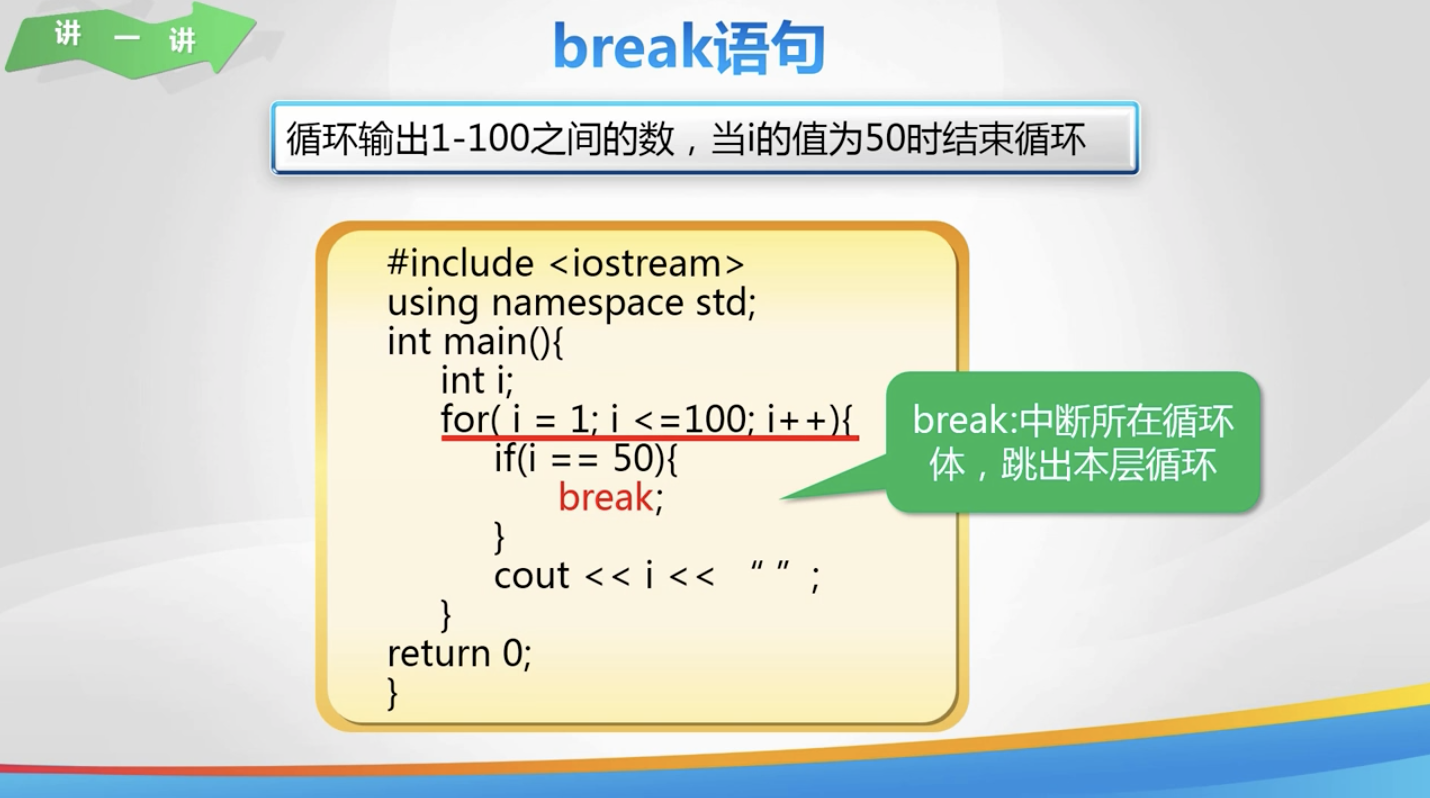 讲 一 讲
break语句
循环输出1-100之间的数，当i的值为50时结束循环
#include <iostream>
using namespace std;
int main(){
int i;
for( i = 1; i <=100; i++){
if(i == 50){
break;
}
cout << i << “ ” ;
}
return 0;
}
break:中断所在循环
体，跳出本层循环